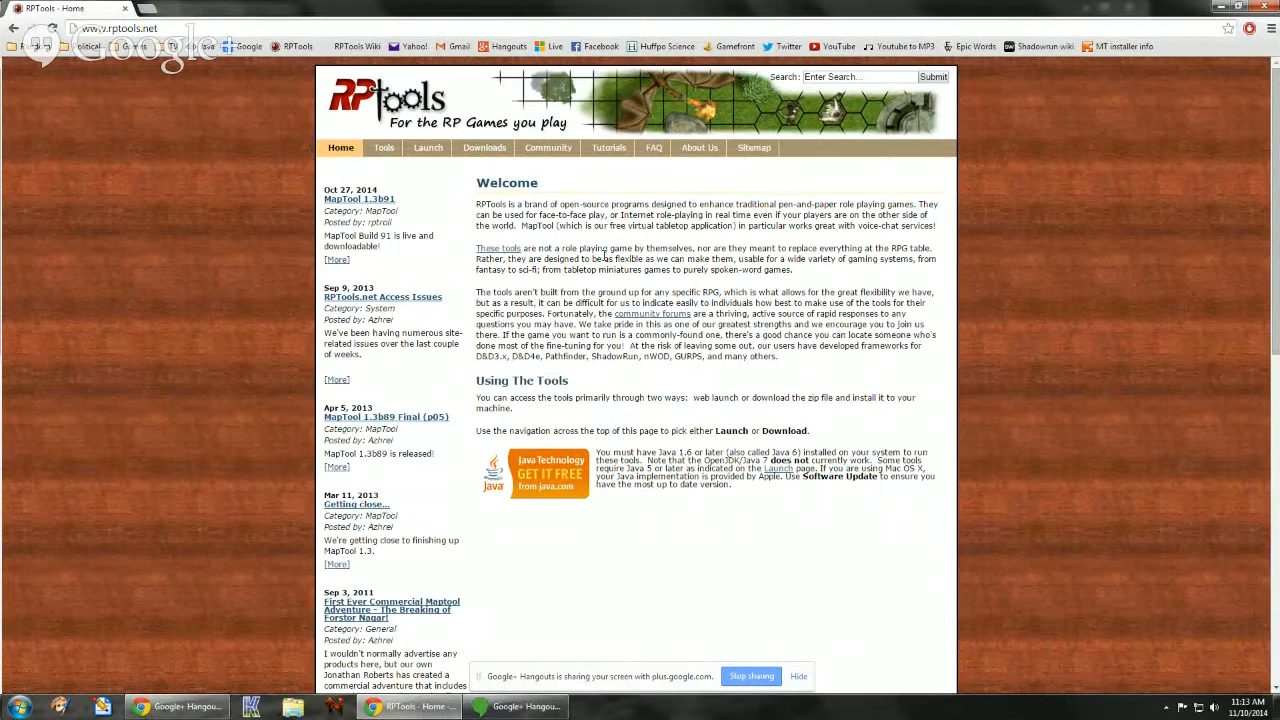 RPTools - Home
www.rptools.net
Google+
Political
Games
Google
RPTools
RPTools Wiki
Yahoo!
Gmail
Hangouts
Live
Facebook
Huffpo Science
Gamefront
Twitter
YouTube
Youtube to MP3
Epic Words
Shadowrun wiki
MT installer info
RPtools
For the RP Games you play
Search: Enter Search... Submit
Home Tools Launch Downloads Community Tutorials FAQ About Us Sitemap
Oct 27, 2014
MapTool 1.3b91
Category: MapTool
Posted by: rptroll
MapTool Build 91 is live and
downloadable!
[More]
Sep 9, 2013
RPTools.net Access Issues
Category: System
Posted by: Azhrei
We've been having numerous site-
related issues over the last couple
of weeks.
[More]
Apr 5, 2013
MapTool 1.3b89 Final (p05)
Category: MapTool
Posted by: Azhrei
MapTool 1.3b89 is released!
[More]
Mar 11, 2013
Getting close...
Category: MapTool
Posted by: Azhrei
We're getting close to finishing up
MapTool 1.3.
[More]
Sep 3, 2011
First Ever Commercial Maptool
Adventure - The Breaking of
Forstor Nagar!
Category: General
Posted by: Azhrei
I wouldn't normally advertise any
products here, but our own
Jonathan Roberts has created a
commercial adventure that includes
Welcome
RPTools is a brand of open-source programs designed to enhance traditional pen-and-paper role playing games. They
can be used for face-to-face play, or Internet role-playing in real time even if your players are on the other side of
the world. MapTool (which is our free virtual tabletop application) in particular works great with voice-chat services!
These tools are not a role playing game by themselves, nor are they meant to replace everything at the RPG table.
Rather, they are designed to be as flexible as we can make them, usable for a wide variety of gaming systems, from
fantasy to sci-fi; from tabletop miniatures games to purely spoken-word games.
The tools aren't built from the ground up for any specific RPG, which is what allows for the great flexibility we have,
but as a result, it can be difficult for us to indicate easily to individuals how best to make use of the tools for their
specific purposes. Fortunately, the community forums are a thriving, active source of rapid responses to any
questions you may have. We take pride in this as one of our greatest strengths and we encourage you to join us
there. If the game you want to run is a commonly-found one, there's a good chance you can locate someone who's
done most of the fine-tuning for you! At the risk of leaving some out, our users have developed frameworks for
D&D3.x, D&D4e, Pathfinder, ShadowRun, nWOD, GURPS, and many others.
Using The Tools
You can access the tools primarily through two ways: web launch or download the zip file and install it to your
machine.
Use the navigation across the top of this page to pick either Launch or Download.
Java
Java Technology
GET IT FREE
from java.com
You must have Java 1.6 or later (also called Java 6) installed on your system to run
these tools. Note that the OpenJDK/Java 7 does not currently work. Some tools
require Java 5 or later as indicated on the Launch page. If you are using Mac OS X,
your Java implementation is provided by Apple. Use Software Update to ensure you
have the most up to date version.
Google+ Hangouts is sharing your screen with plus.google.com. Stop sharing Hide
Google+ Hangou...
RPTools - Home -...
Google+ Hangou...
11:13 AM
11/10/2014